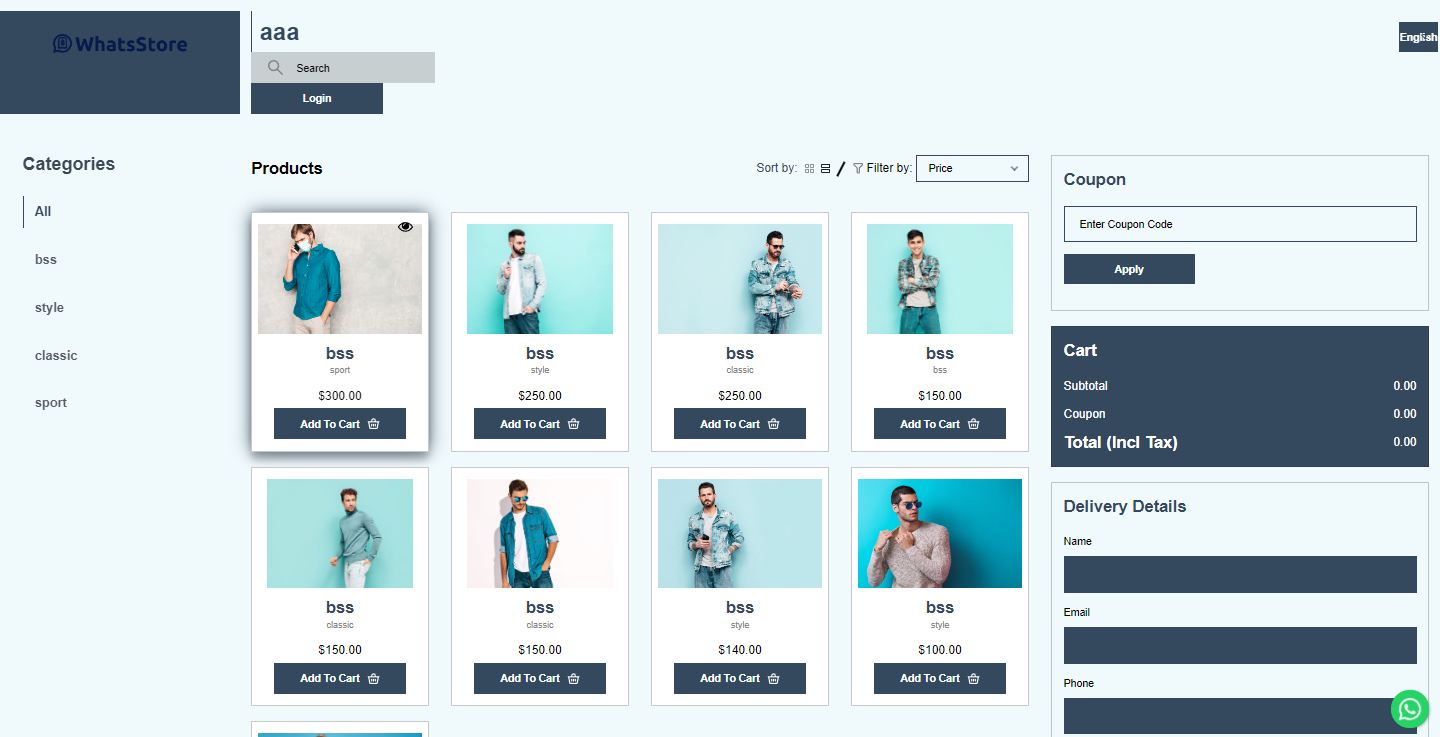 WhatsStore
aaa
English
Search
Login
Categories
All
bss
style
classic
sport
Products
Sort by:
Filter by:
Price
bss
sport
$300.00
Add To Cart
bss
style
$250.00
Add To Cart
bss
classic
$250.00
Add To Cart
bss
bss
$150.00
Add To Cart
bss
classic
$150.00
Add To Cart
bss
classic
$150.00
Add To Cart
bss
style
$140.00
Add To Cart
bss
style
$100.00
Add To Cart
Coupon
Enter Coupon Code
Apply
Cart
Subtotal 0.00
Coupon 0.00
Total (Incl Tax) 0.00
Delivery Details
Name
Email
Phone